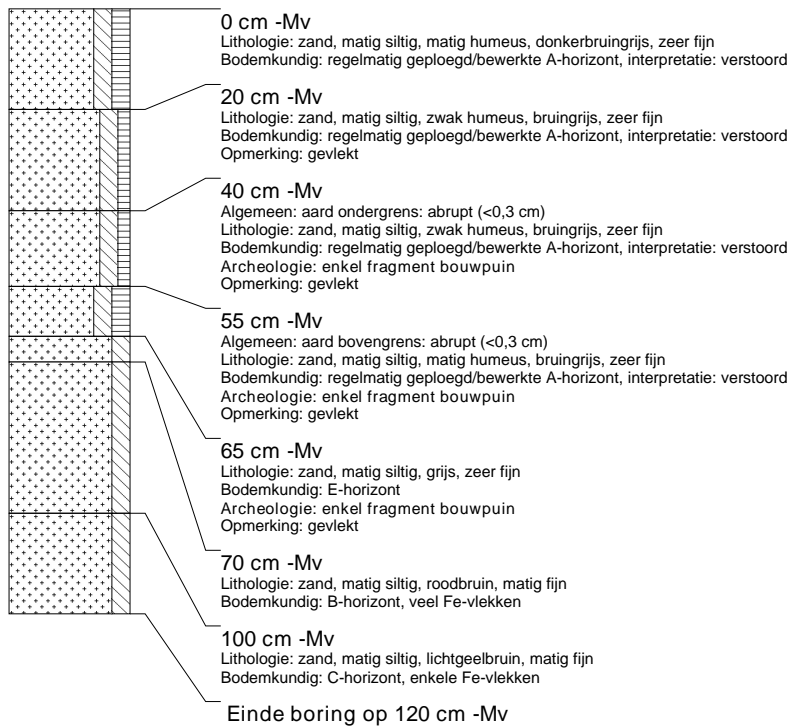 0 cm -Mv
Lithologie: zand, matig siltig, matig humeus, donkerbruingrijs, zeer fijn
Bodemkundig: regelmatig geploegd/bewerkte A-horizont, interpretatie: verstoord
20 cm -Mv
Lithologie: zand, matig siltig, zwak humeus, bruingrijs, zeer fijn
Bodemkundig: regelmatig geploegd/bewerkte A-horizont, interpretatie: verstoord
Opmerking: gevlekt
40 cm -Mv
Algemeen: aard ondergrens: abrupt (<0,3 cm)
Lithologie: zand, matig siltig, zwak humeus, bruingrijs, zeer fijn
Bodemkundig: regelmatig geploegd/bewerkte A-horizont, interpretatie: verstoord
Archeologie: enkel fragment bouwpuin
Opmerking: gevlekt
55 cm -Mv
Algemeen: aard bovengrens: abrupt (<0,3 cm)
Lithologie: zand, matig siltig, matig humeus, bruingrijs, zeer fijn
Bodemkundig: regelmatig geploegd/bewerkte A-horizont, interpretatie: verstoord
Archeologie: enkel fragment bouwpuin
Opmerking: gevlekt
65 cm -Mv
Lithologie: zand, matig siltig, grijs, zeer fijn
Bodemkundig: E-horizont
Archeologie: enkel fragment bouwpuin
Opmerking: gevlekt
70 cm -Mv
Lithologie: zand, matig siltig, roodbruin, matig fijn
Bodemkundig: B-horizont, veel Fe-vlekken
100 cm -Mv
Lithologie: zand, matig siltig, lichtgeelbruin, matig fijn
Bodemkundig: C-horizont, enkele Fe-vlekken
Einde boring op 120 cm -Mv